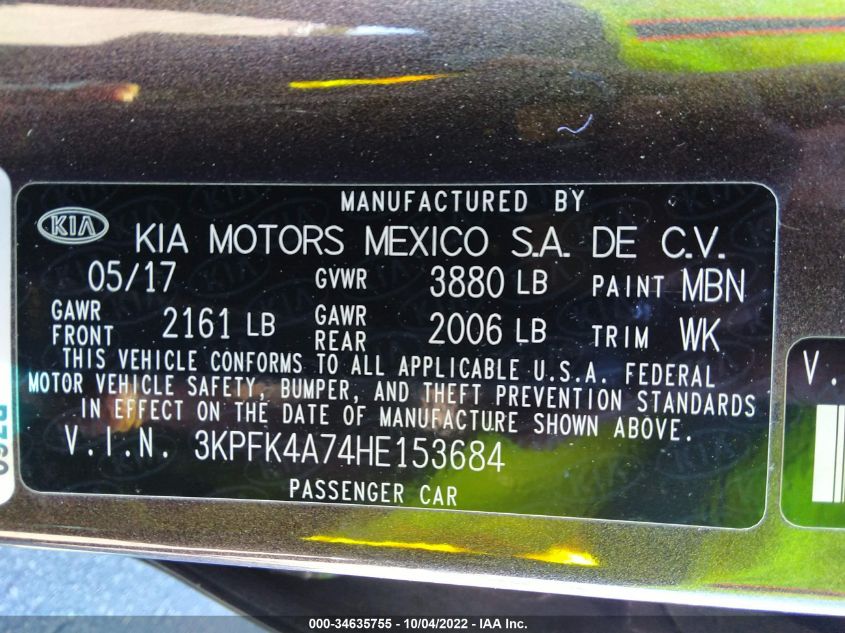 MANUFACTURED BY
KIA
KIA MOTORS MEXICO S.A. DE C.V.
05/17 GVWR 3880 LB PAINT MBN
GAWR FRONT 2161 LB GAWR REAR 2006 LB TRIM WK
THIS VEHICLE CONFORMS TO ALL APPLICABLE U.S.A. FEDERAL
MOTOR VEHICLE SAFETY, BUMPER, AND THEFT PREVENTION STANDARDS
IN EFFECT ON THE DATE OF MANUFACTURE SHOWN ABOVE.
V.I.N. 3KPFK4A74HE153684
PASSENGER CAR
V.
000-34635755 - 10/04/2022 - IAA Inc.